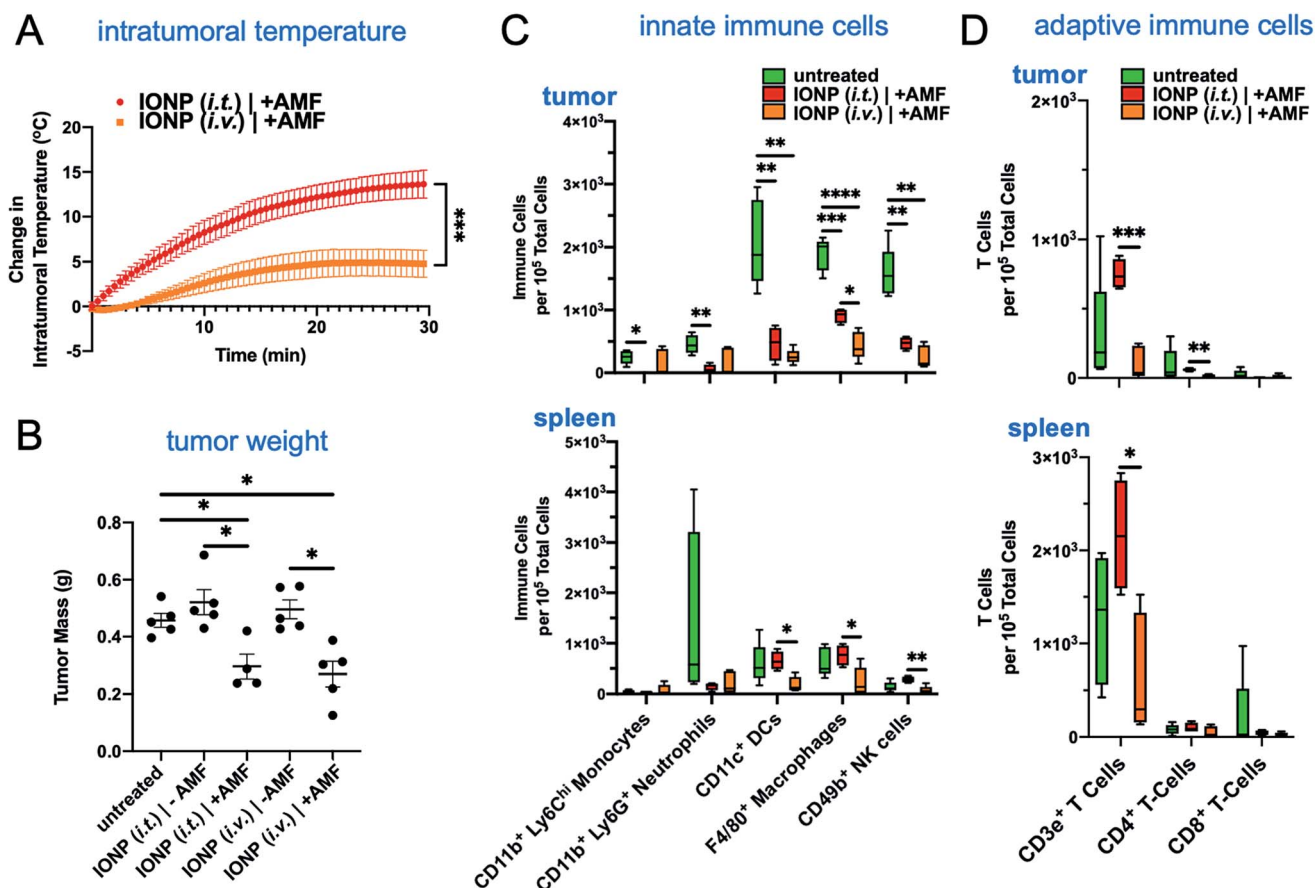 A intratumoral temperature
IONP (i.t.) | +AMF
IONP (i.v.) | +AMF
Change in
Intratumoral Temperature (ºC)
20
15
10
5
0
-5
10
20
30
Time (min)
***
B tumor weight
*
*
*
*
Tumor Mass (g)
0.8
0.6
0.4
0.2
0.0
untreated
IONP (i.t.) | - AMF
IONP (i.t.) | +AMF
IONP (i.v.) | -AMF
IONP (i.v.) | +AMF
C innate immune cells
untreated
IONP (i.t.) | +AMF
IONP (i.v.) | +AMF
tumor
Immune Cells
per 10⁵ Total Cells
4×10³
3×10³
2×10³
1×10³
0
*
**
**
**
****
***
*
**
**
spleen
Immune Cells
per 10⁵ Total Cells
5×10³
4×10³
3×10³
2×10³
1×10³
0
*
*
**
CD11b⁺ Ly6Cʰⁱ Monocytes
CD11b⁺ Ly6G⁺ Neutrophils
CD11c⁺ DCs
F4/80⁺ Macrophages
CD49b⁺ NK cells
D adaptive immune cells
tumor
untreated
IONP (i.t.) | +AMF
IONP (i.v.) | +AMF
T Cells
per 10⁵ Total Cells
2×10³
1×10³
0
***
**
spleen
T Cells
per 10⁵ Total Cells
3×10³
2×10³
1×10³
0
*
CD3e⁺ T Cells
CD4⁺ T-Cells
CD8⁺ T-Cells